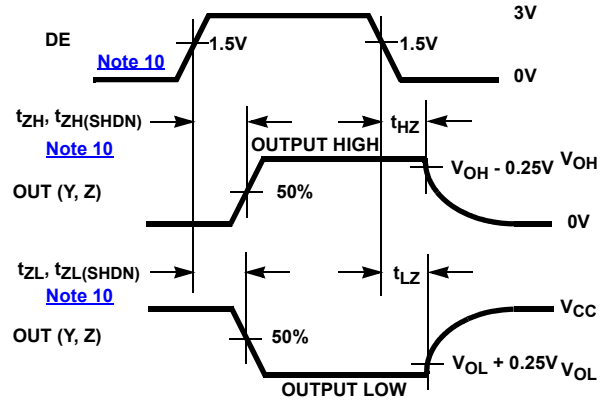 3V
DE
1.5V
1.5V
Note 10
0V
tZH, tZH(SHDN)
tHZ
Note 10
OUTPUT HIGH
VOH - 0.25V
VOH
OUT (Y, Z)
50%
0V
tZL, tZL(SHDN)
tLZ
Note 10
VCC
OUT (Y, Z)
50%
VOL + 0.25V
VOL
OUTPUT LOW